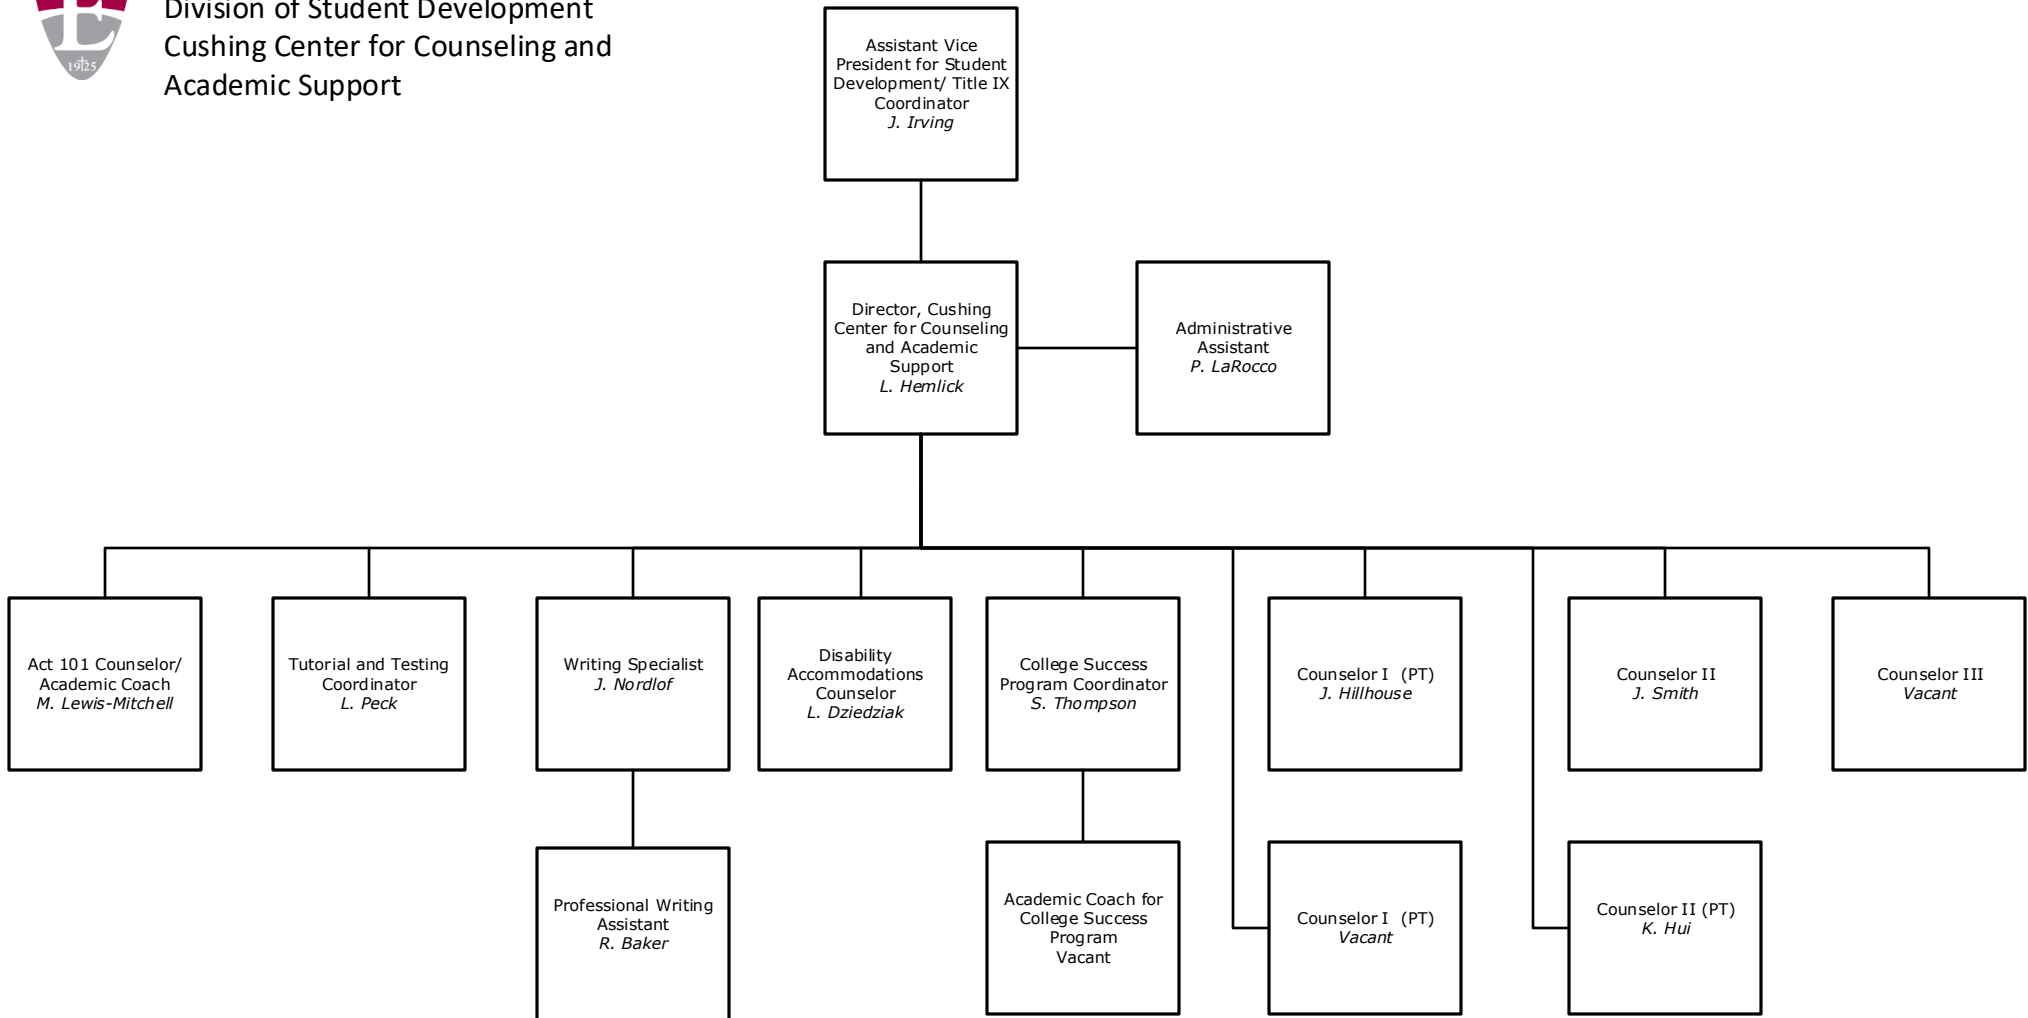 E
19125
Division of Student Development
Cushing Center for Counseling and
Academic Support
Assistant Vice
President for Student
Development/ Title IX
Coordinator
J. Irving
Director, Cushing
Center for Counseling
and Academic
Support
L. Hemlick
Administrative
Assistant
P. LaRocco
Act 101 Counselor/
Academic Coach
M. Lewis-Mitchell
Tutorial and Testing
Coordinator
L. Peck
Writing Specialist
J. Nordlof
Disability
Accommodations
Counselor
L. Dziedziak
College Success
Program Coordinator
S. Thompson
Counselor I (PT)
J. Hillhouse
Counselor II
J. Smith
Counselor III
Vacant
Professional Writing
Assistant
R. Baker
Academic Coach for
College Success
Program
Vacant
Counselor I (PT)
Vacant
Counselor II (PT)
K. Hui